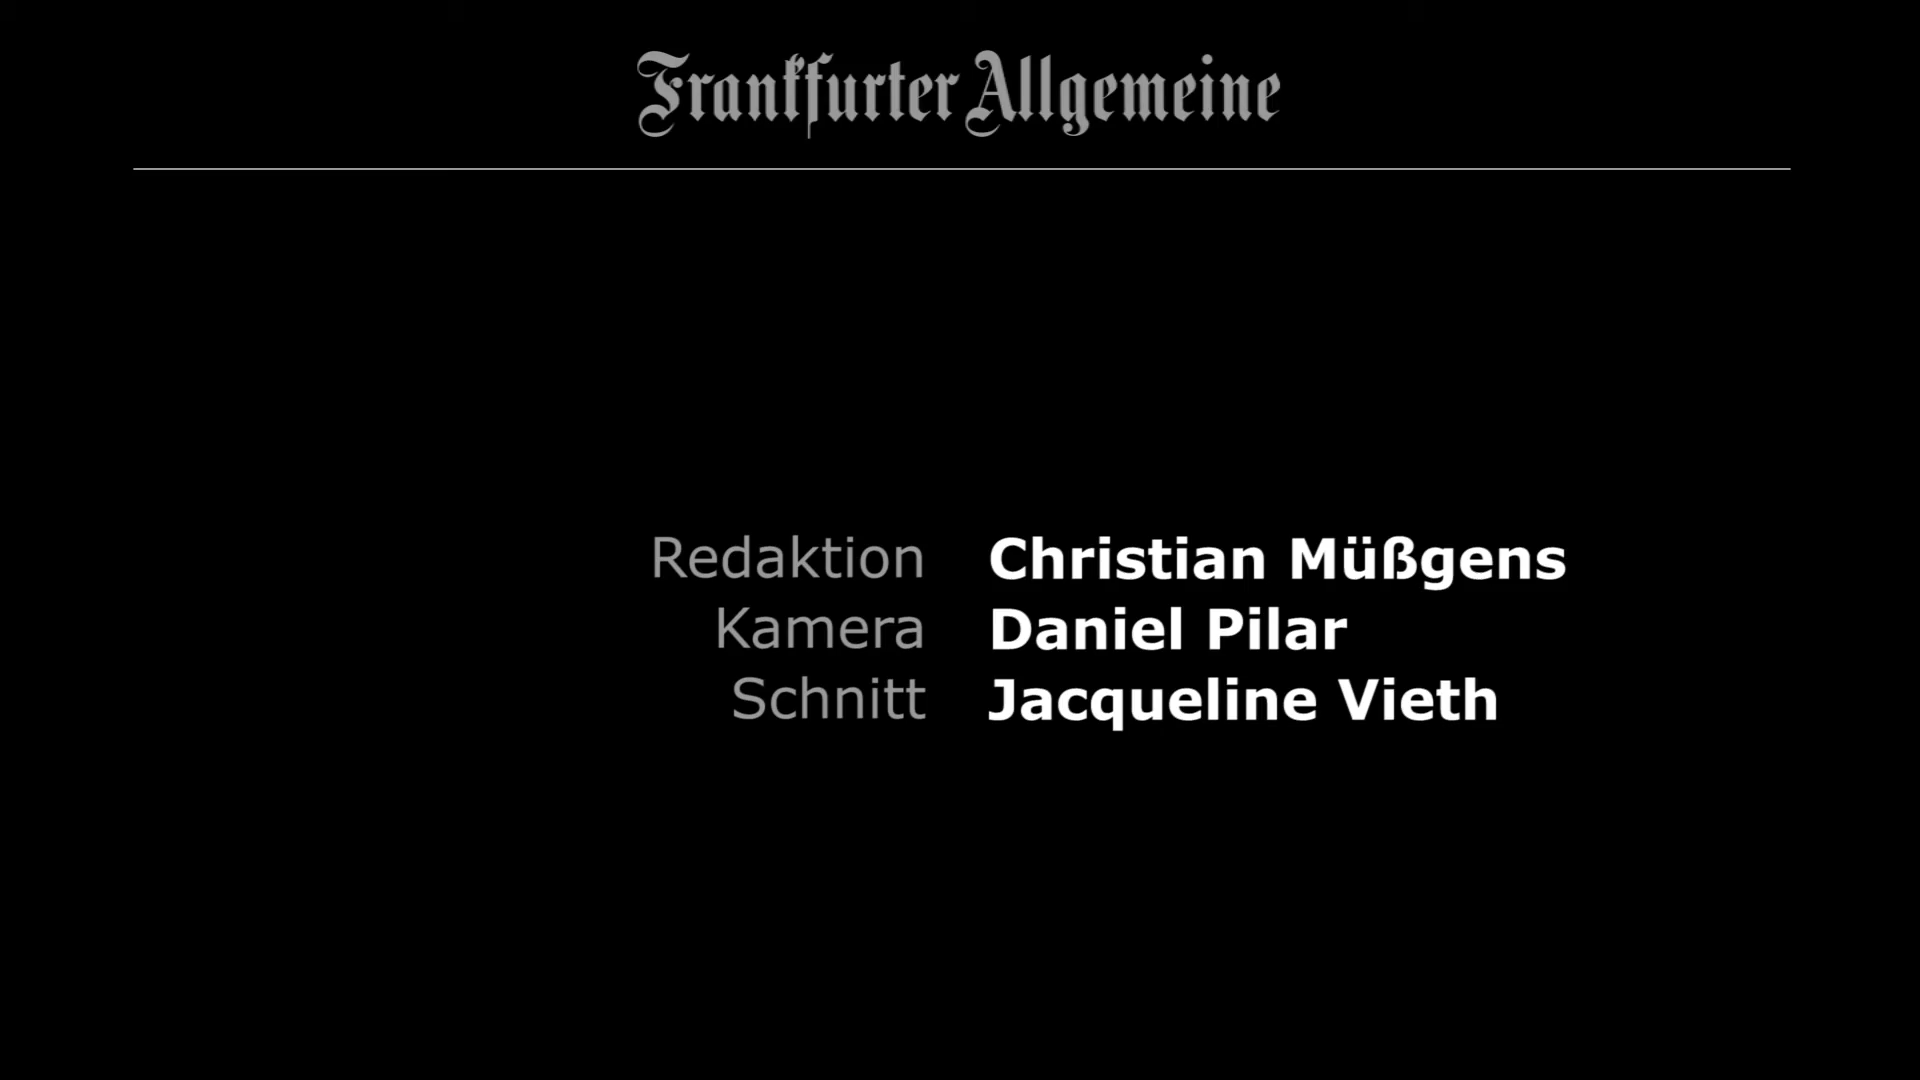 Frankfurter Allgemeine
Redaktion Christian Müßgens
Kamera Daniel Pilar
Schnitt Jacqueline Vieth